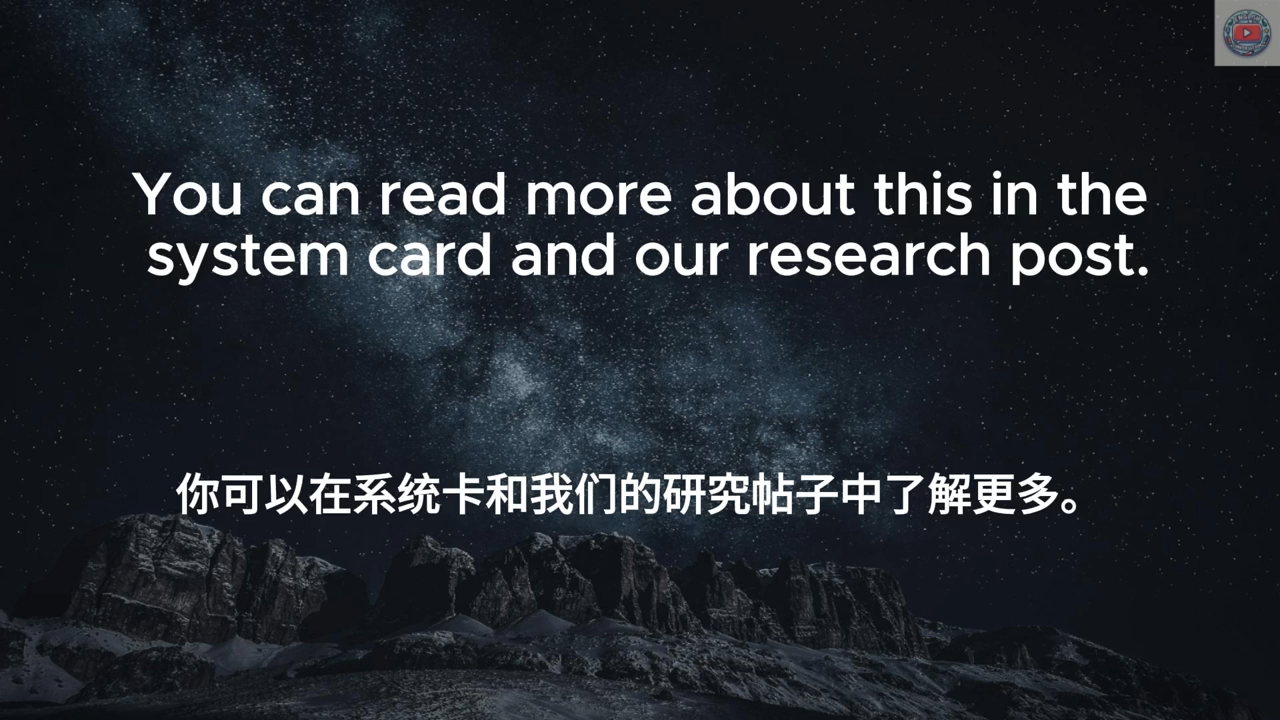 You can read more about this in the
system card and our research post.
你可以在系统卡和我们的研究帖子中了解更多。